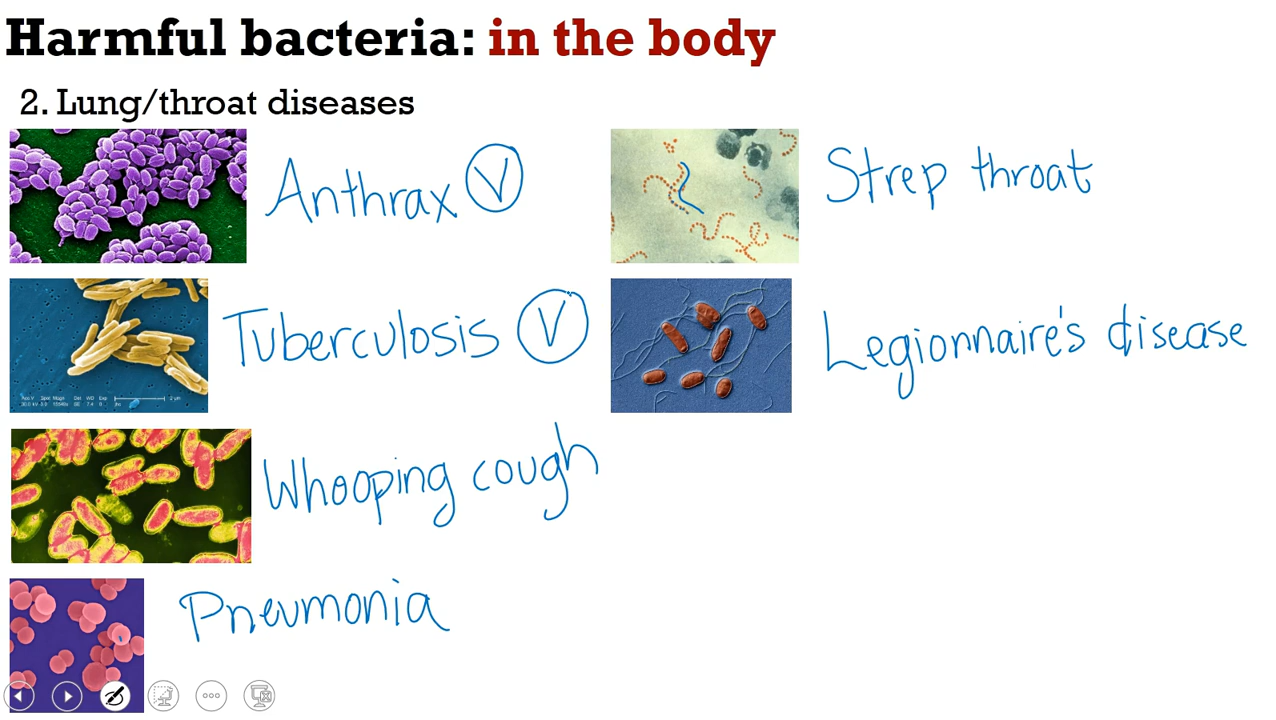 Harmful bacteria: in the body
2. Lung/throat diseases
Anthrax V
Tuberculosis V
Whooping cough
Pneumonia
Strep throat
Legionnaire's disease